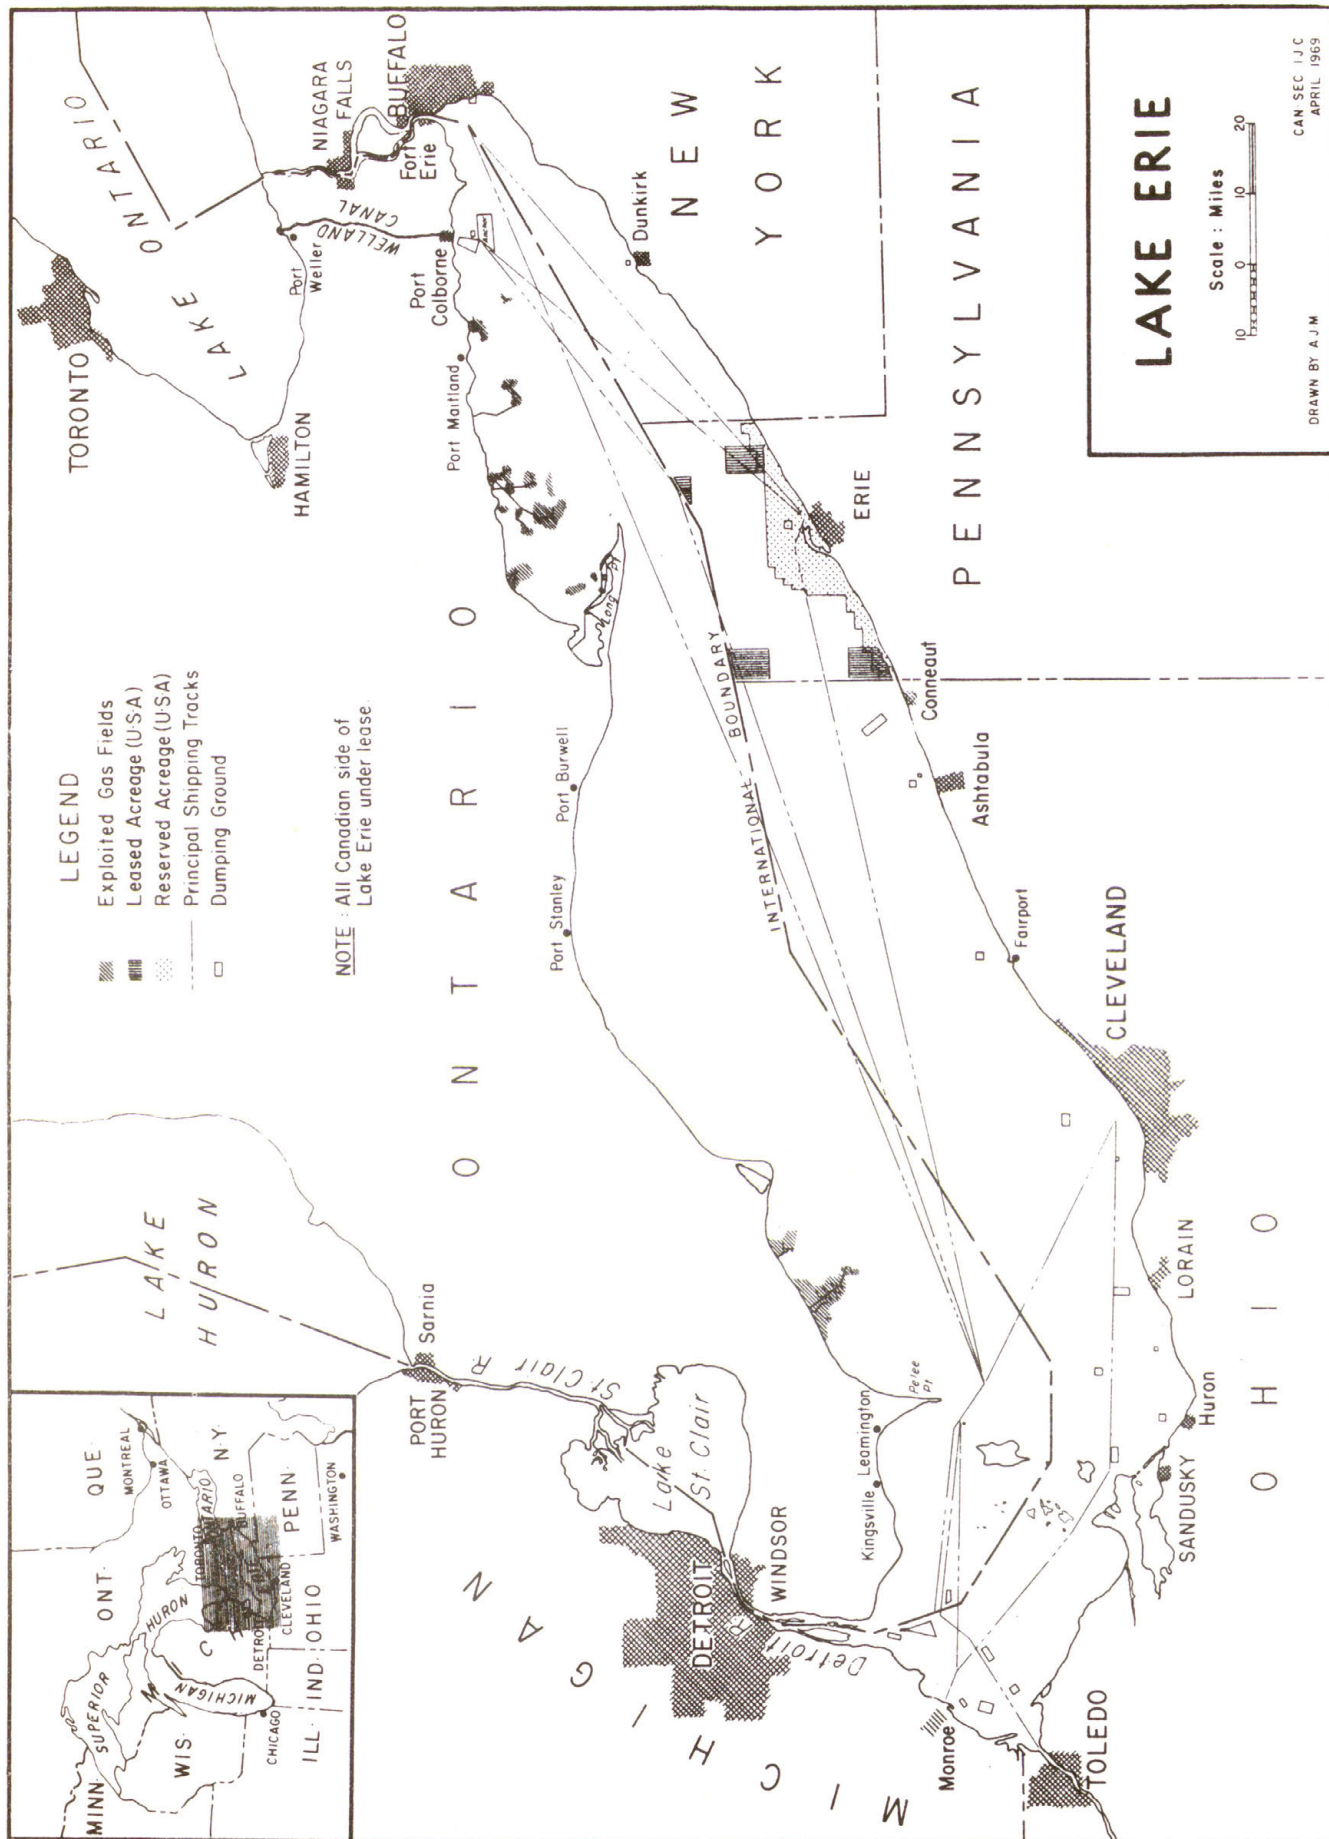 LAKE ERIE
Scale : Miles
10 0 10 20
DRAWN BY A.J.M
CAN SEC I J C
APRIL 1969
LEGEND
Exploited Gas Fields
Leased Acreage (U·S·A)
Reserved Acreage (U·S·A)
Principal Shipping Tracks
Dumping Ground
NOTE : All Canadian side of
Lake Erie under lease.
MINN·
SUPERIOR
WIS·
MICHIGAN
CHICAGO
ILL·
IND·
OHIO
ONT·
HURON
QUE·
MONTREAL
OTTAWA
TORONTO
ONTARIO
N·Y·
BUFFALO
PENN·
DETROIT
CLEVELAND
WASHINGTON
LAKE
HURON
Sarnia
PORT
HURON
St. Clair R.
Lake
St. Clair
MICHIGAN
DETROIT
WINDSOR
Detroit
R.
Monroe
TOLEDO
Kingsville
Leamington
Pelee
Pt
SANDUSKY
Huron
LORAIN
CLEVELAND
OHIO
Fairport
Ashtabula
Conneaut
ERIE
PENNSYLVANIA
NEW
YORK
Dunkirk
INTERNATIONAL BOUNDARY
ONTARIO
Port Stanley
Port Burwell
Long Pt
Port Maitland
Port
Colborne
WELLAND
CANAL
Port
Weller
Fort
Erie
BUFFALO
NIAGARA
FALLS
LAKE ONTARIO
TORONTO
HAMILTON